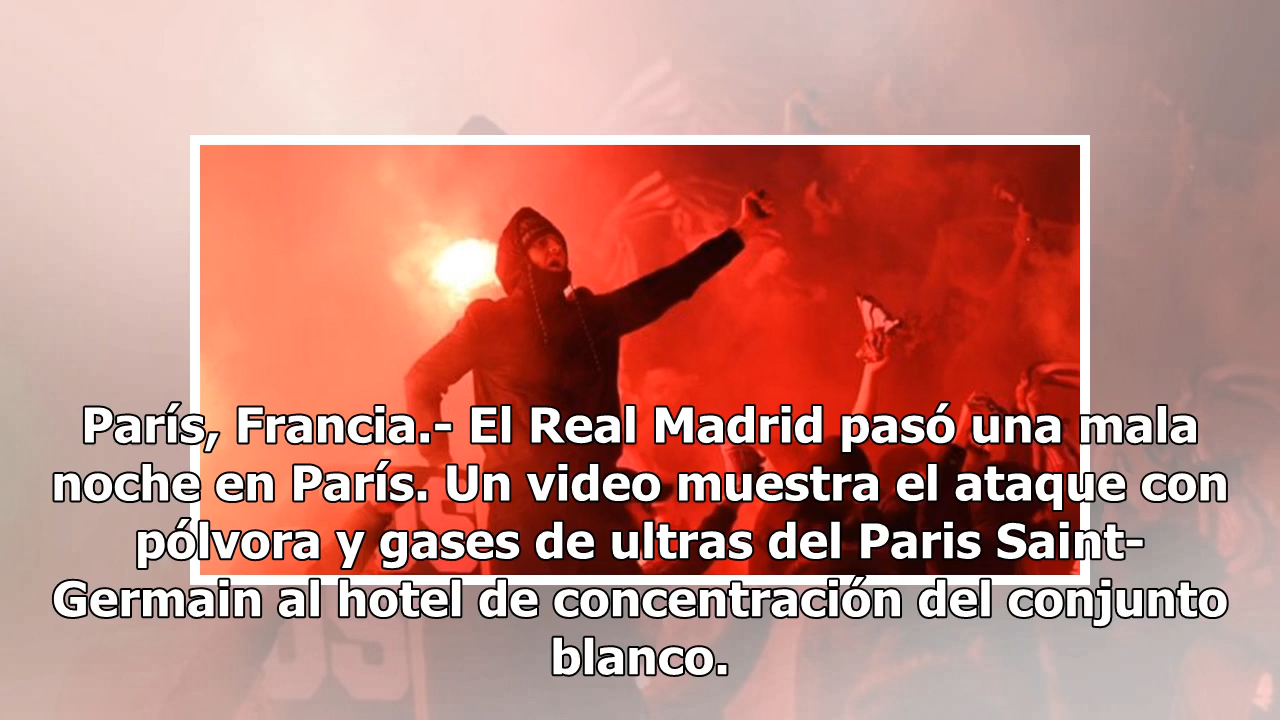 París, Francia.- El Real Madrid pasó una mala
noche en París. Un video muestra el ataque con
pólvora y gases de ultras del Paris Saint-
Germain al hotel de concentración del conjunto
blanco.